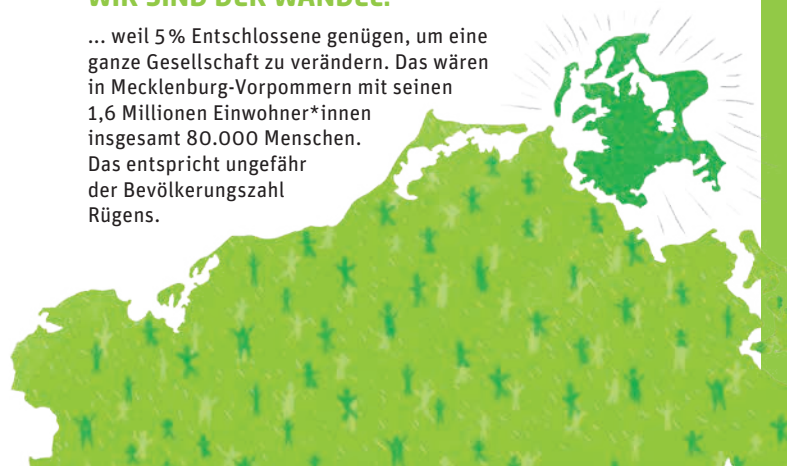 WIR SIND DER WANDEL.
... weil 5 % Entschlossene genügen, um eine
ganze Gesellschaft zu verändern. Das wären
in Mecklenburg-Vorpommern mit seinen
1,6 Millionen Einwohner*innen
insgesamt 80.000 Menschen.
Das entspricht ungefähr
der Bevölkerungszahl
Rügens.